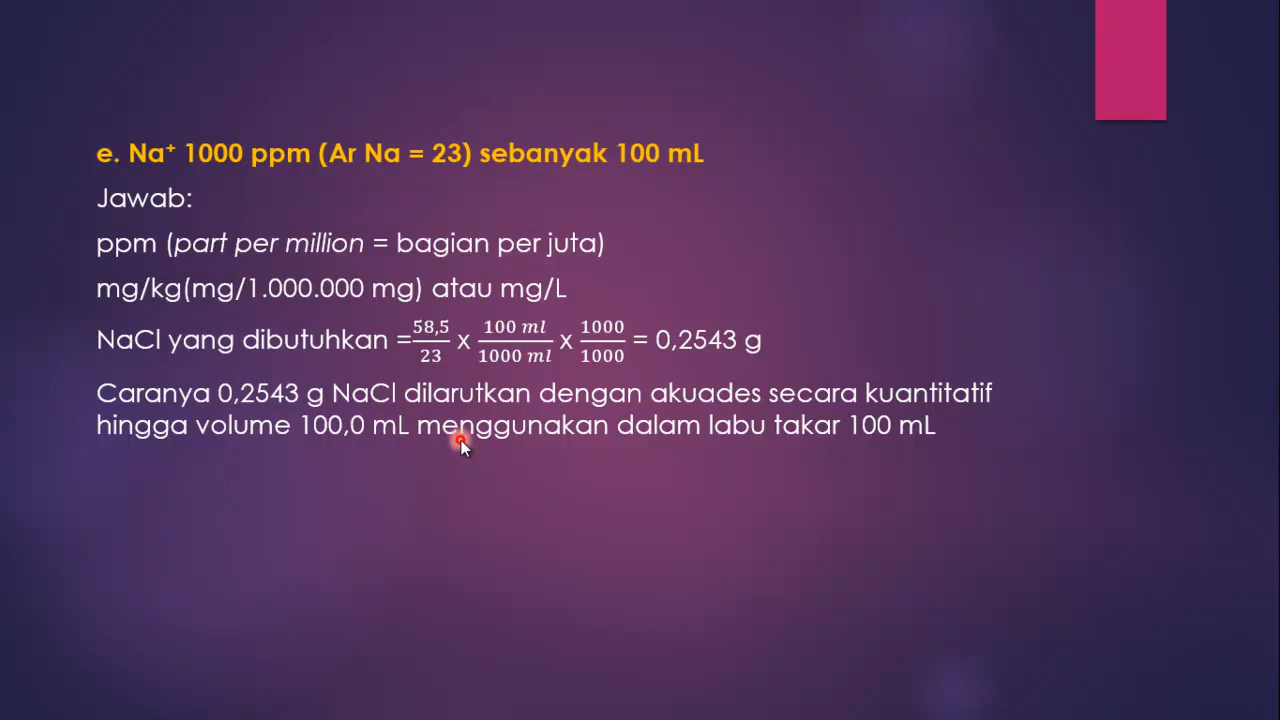 e. Na⁺ 1000 ppm (Ar Na = 23) sebanyak 100 mL
Jawab:
ppm (part per million = bagian per juta)
mg/kg(mg/1.000.000 mg) atau mg/L
NaCl yang dibutuhkan =58,5/23 x 100 ml/1000 ml x 1000/1000 = 0,2543 g
Caranya 0,2543 g NaCl dilarutkan dengan akuades secara kuantitatif
hingga volume 100,0 mL menggunakan dalam labu takar 100 mL